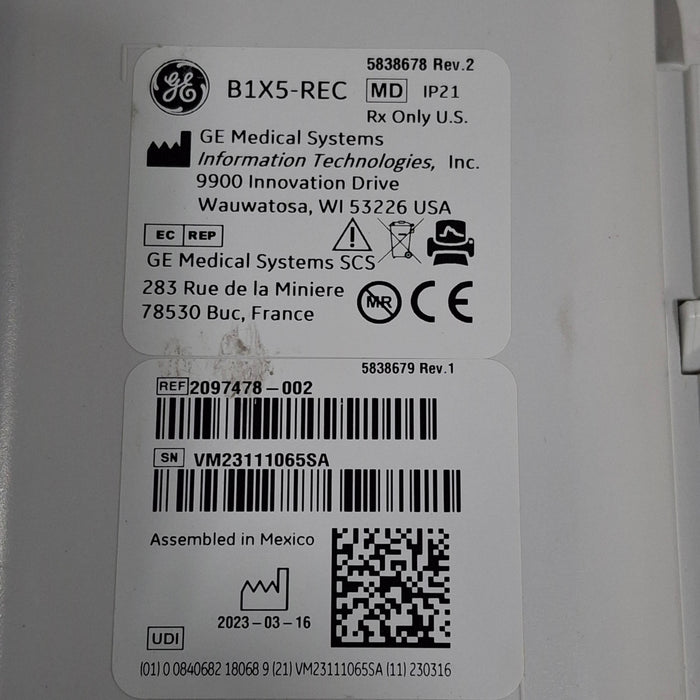 5838678 Rev.2
GE B1X5-REC MD IP21
Rx Only U.S.
GE Medical Systems
Information Technologies, Inc.
9900 Innovation Drive
Wauwatosa, WI 53226 USA
EC REP
GE Medical Systems SCS
283 Rue de la Miniere
78530 Buc, France
MR CE
5838679 Rev.1
REF 2097478-002
SN VM23111065SA
Assembled in Mexico
2023-03-16
UDI
(01) 0 0840682 18068 9 (21) VM23111065SA (11) 230316